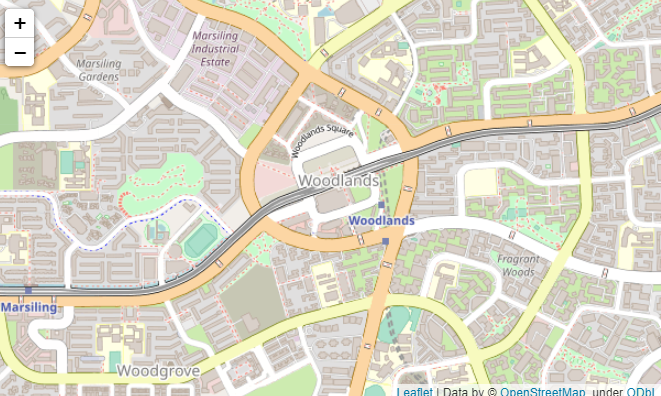 +
−
Marsiling
Industrial
Estate
Marsiling
Gardens
Woodlands Square
Woodlands
Woodlands
Fragrant
Woods
Marsiling
Woodgrove
Leaflet | Data by © OpenStreetMap, under ODbL